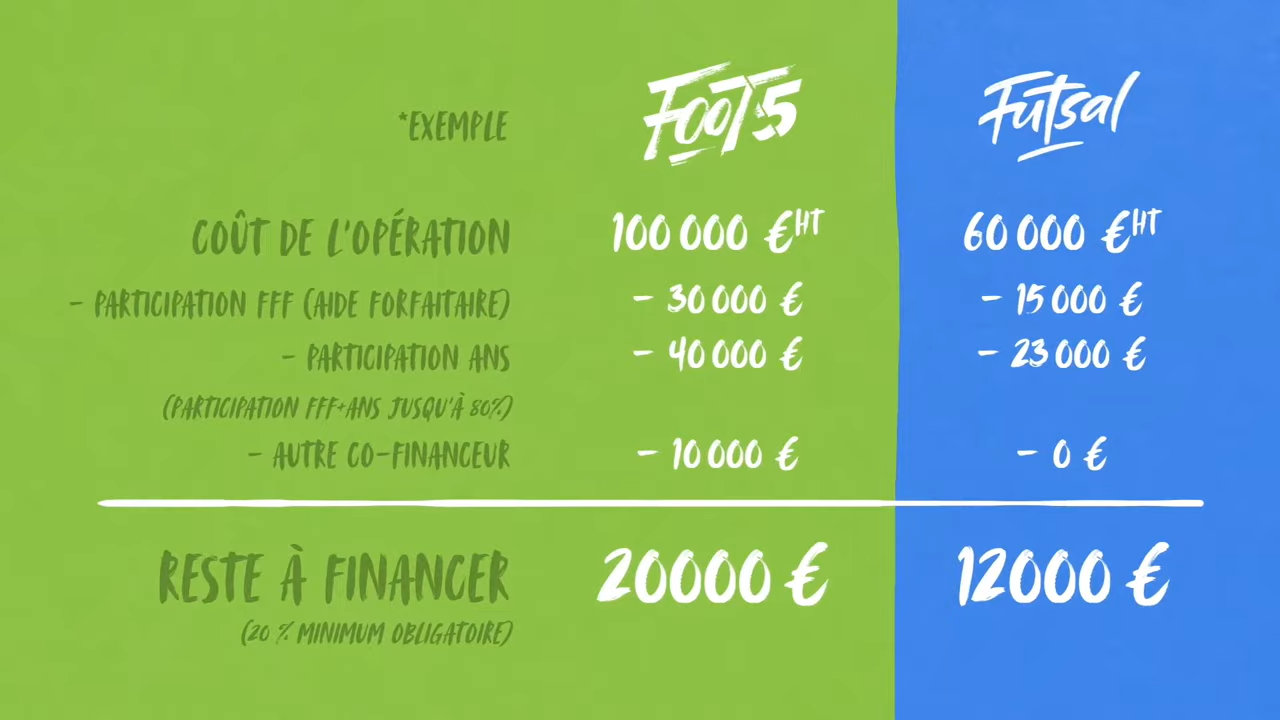 *EXEMPLE FOOT5 FUTSAL
COÛT DE L'OPÉRATION 100 000 €HT 60 000 €HT
- PARTICIPATION FFF (AIDE FORFAITAIRE) - 30 000 € - 15 000 €
- PARTICIPATION ANS - 40 000 € - 23 000 €
(PARTICIPATION FFF+ANS JUSQU'À 80%)
- AUTRE CO-FINANCEUR - 10 000 € - 0 €
RESTE À FINANCER 20000 € 12000 €
(20 % MINIMUM OBLIGATOIRE)